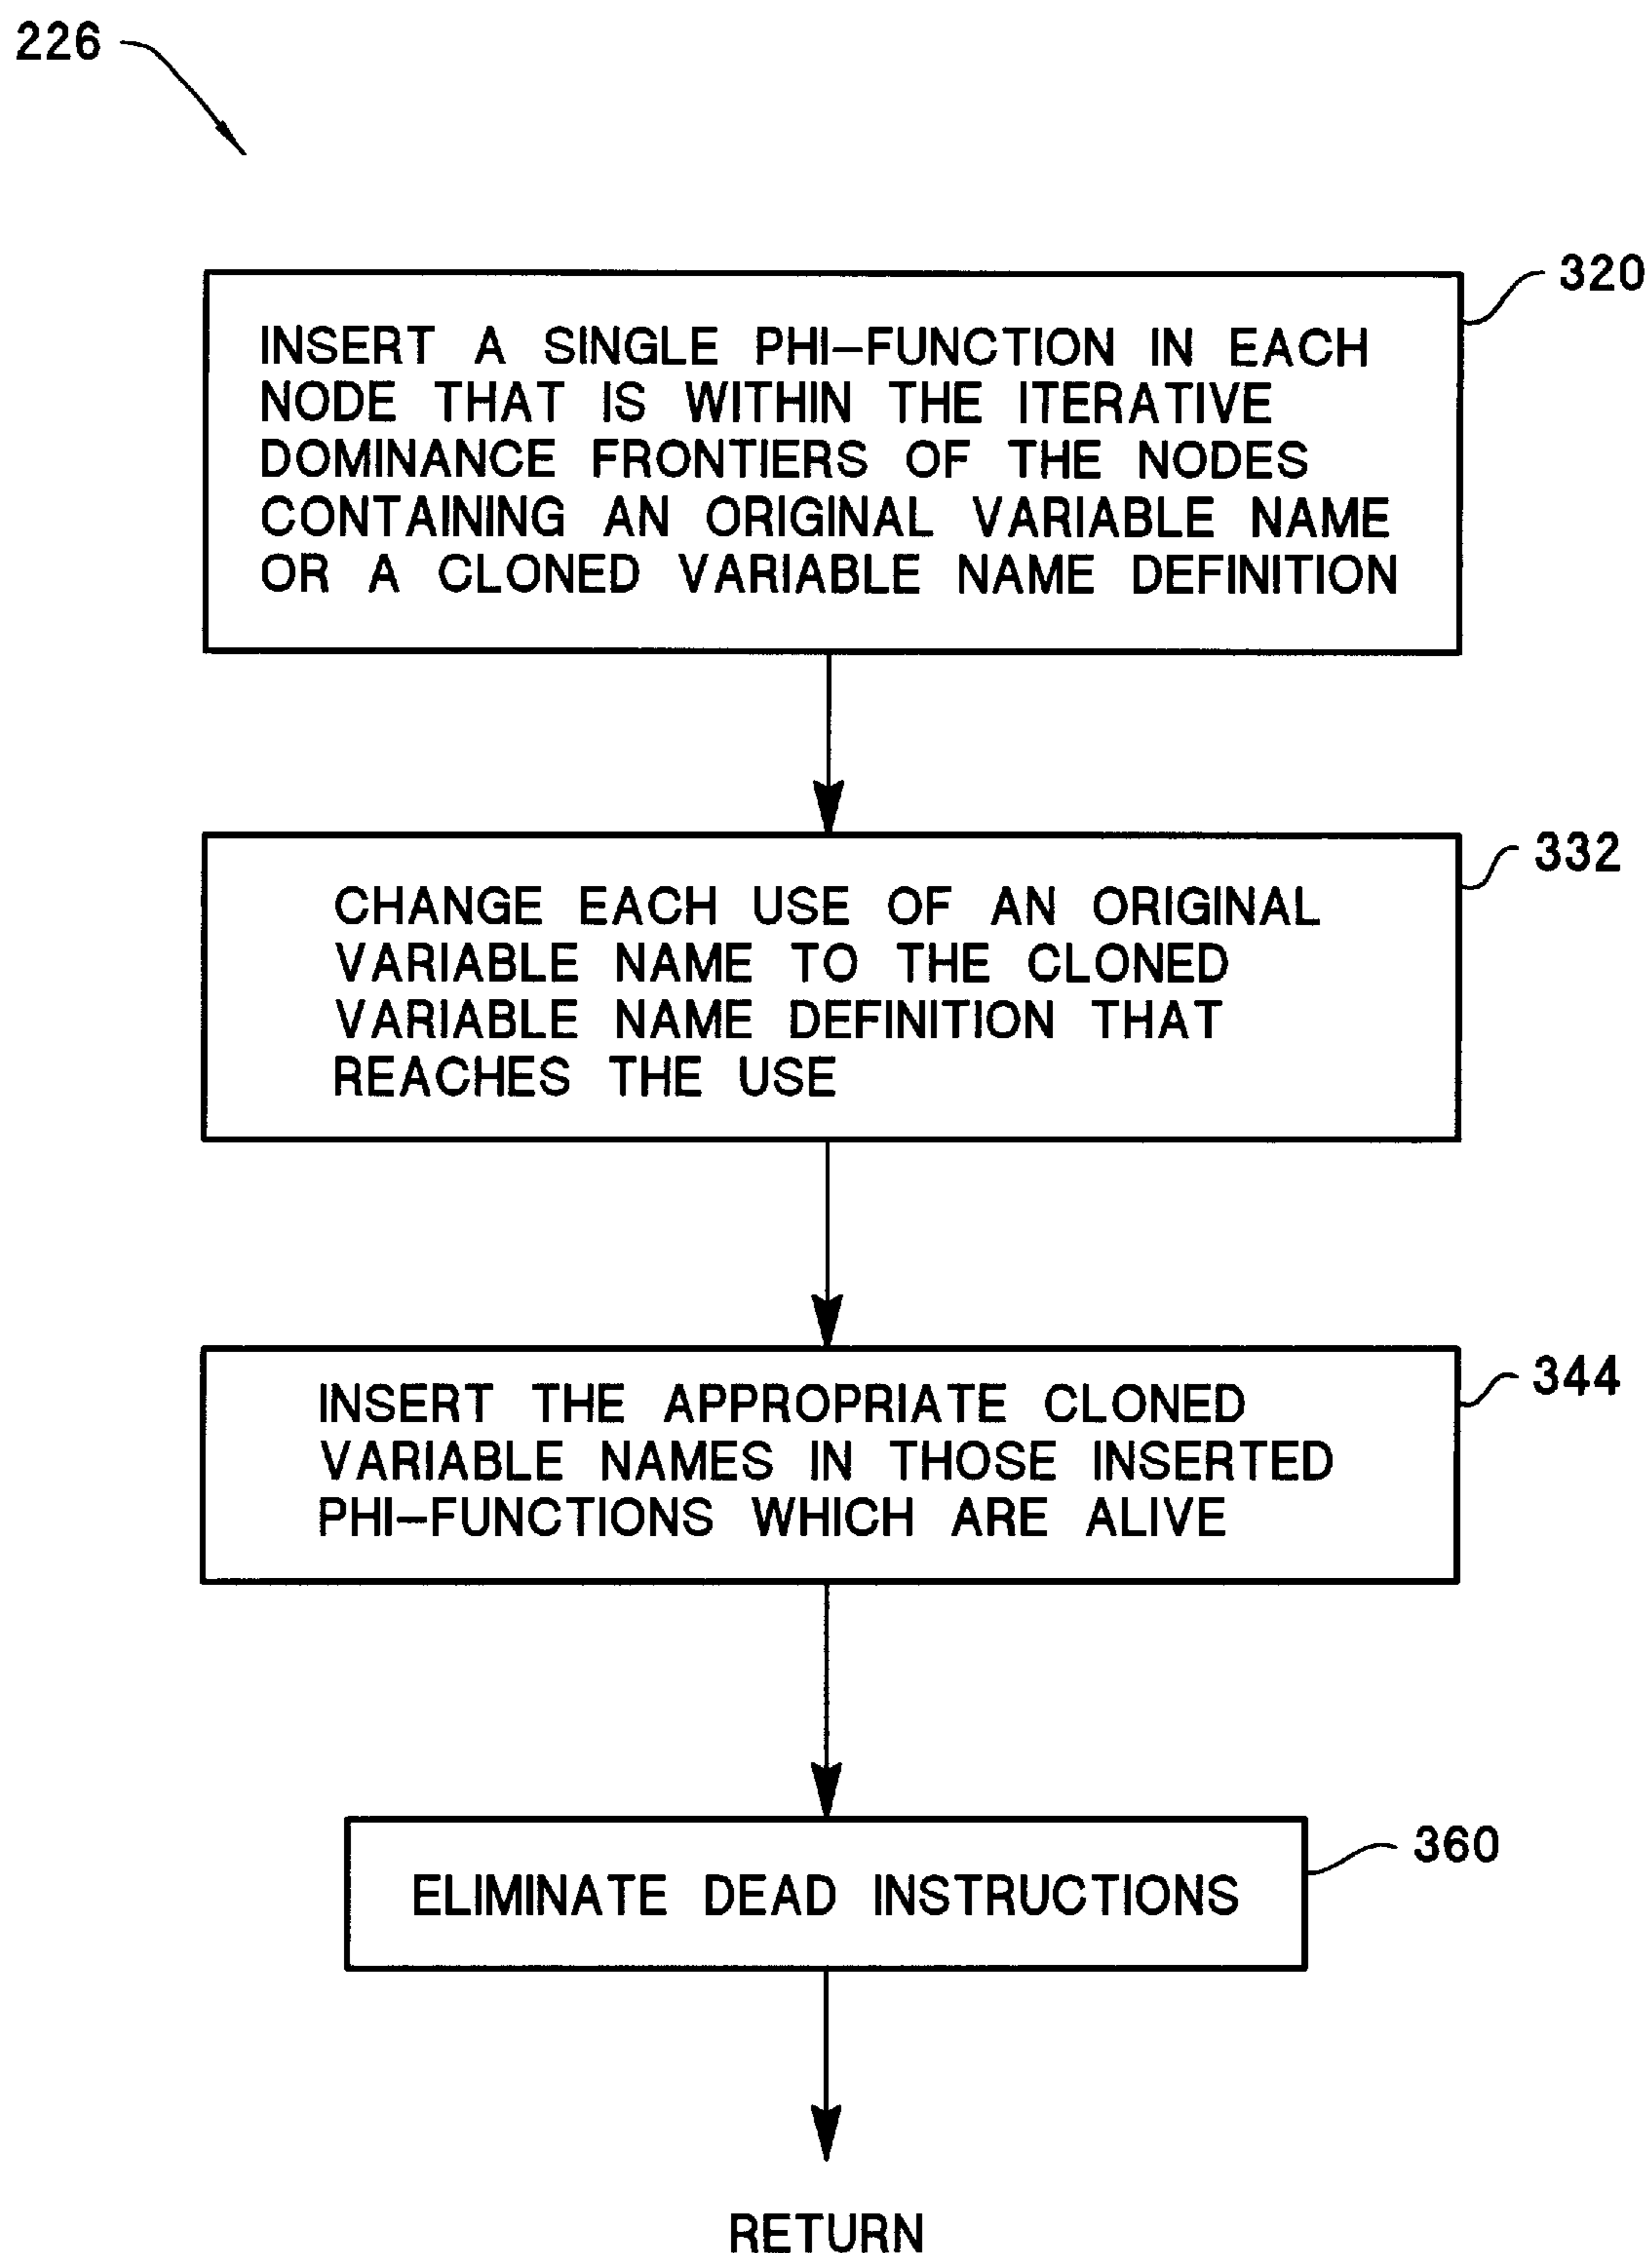 226
320
INSERT A SINGLE PHI-FUNCTION IN EACH
NODE THAT IS WITHIN THE ITERATIVE
DOMINANCE FRONTIERS OF THE NODES
CONTAINING AN ORIGINAL VARIABLE NAME
OR A CLONED VARIABLE NAME DEFINITION
332
CHANGE EACH USE OF AN ORIGINAL
VARIABLE NAME TO THE CLONED
VARIABLE NAME DEFINITION THAT
REACHES THE USE
344
INSERT THE APPROPRIATE CLONED
VARIABLE NAMES IN THOSE INSERTED
PHI-FUNCTIONS WHICH ARE ALIVE
360
ELIMINATE DEAD INSTRUCTIONS
RETURN